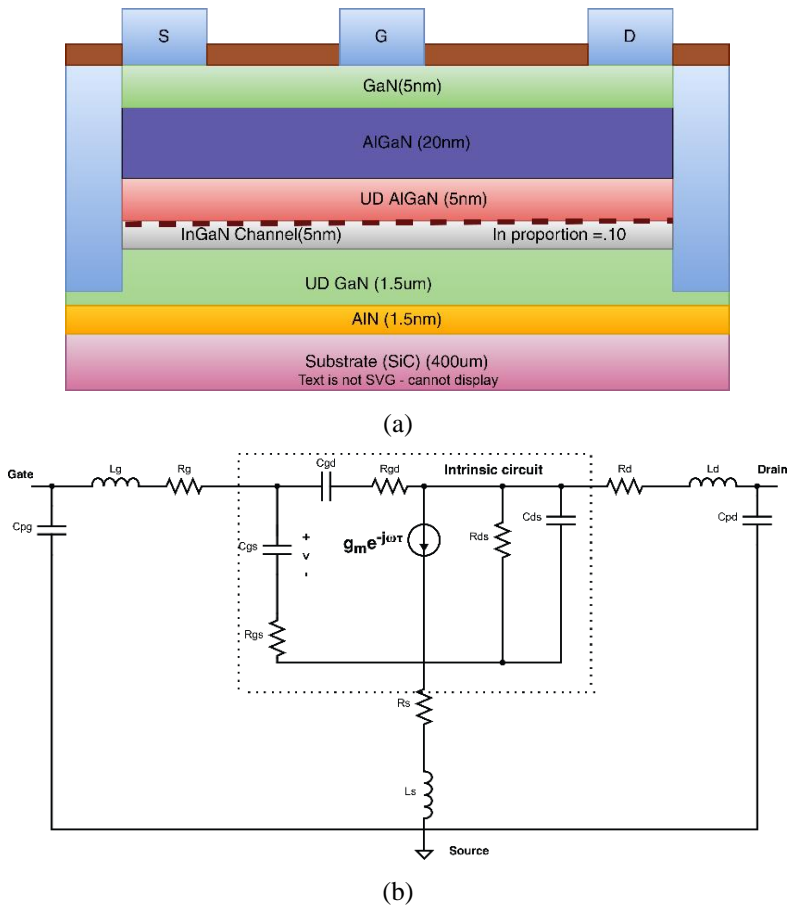 S G D
GaN(5nm)
AlGaN (20nm)
UD AlGaN (5nm)
InGaN Channel(5nm) In proportion =.10
UD GaN (1.5um)
AlN (1.5nm)
Substrate (SiC) (400um)
Text is not SVG - cannot display
(a)
Gate Lg Rg Cgd Rgd Intrinsic circuit Rd Ld Drain
Cpg Cgs + v - gme-jωτ Rds Cds Cpd
Rgs
Rs
Ls
Source
(b)